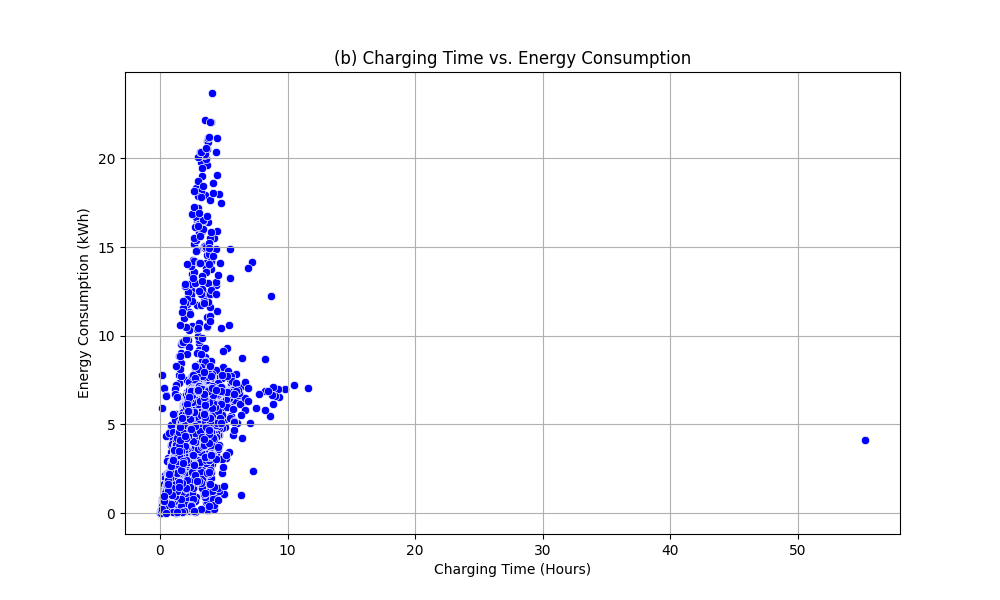 (b) Charging Time vs. Energy Consumption
Energy Consumption (kWh)
20
15
10
5
0
0 10 20 30 40 50
Charging Time (Hours)